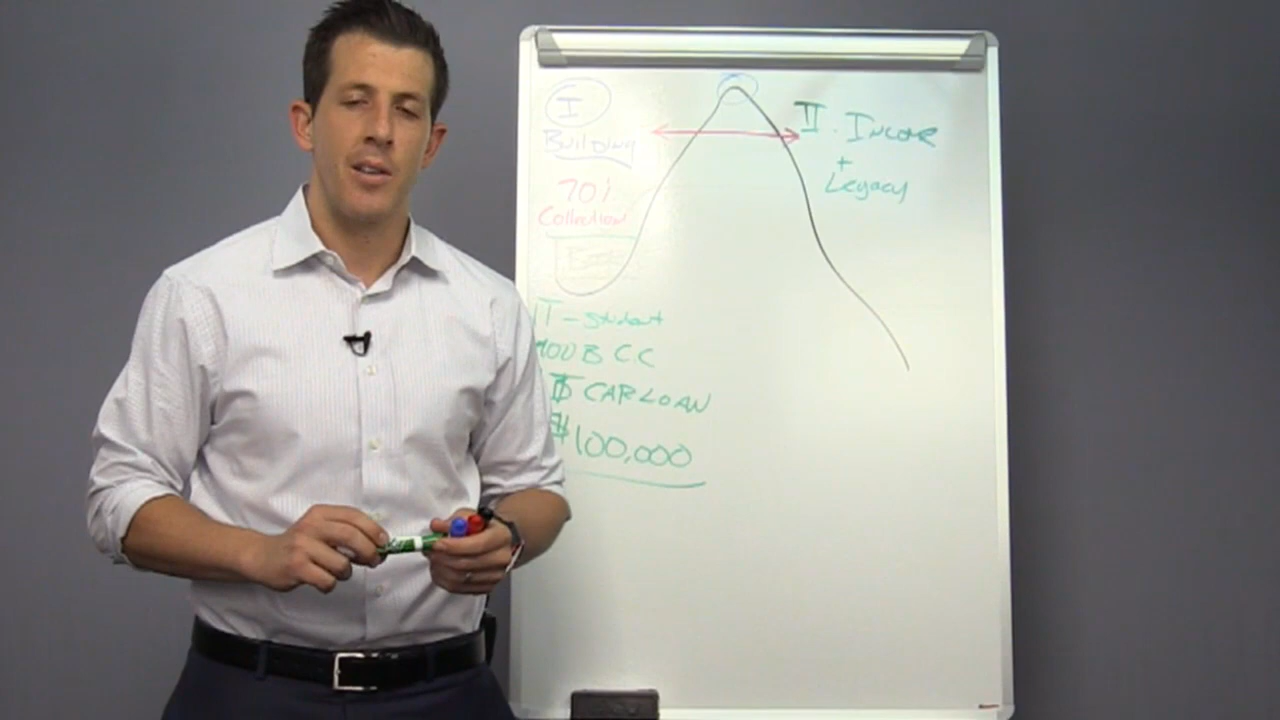 I
Building
70%
Collection
II. Income
+
Legacy
- Student
CC
CAR LOAN
$100,000